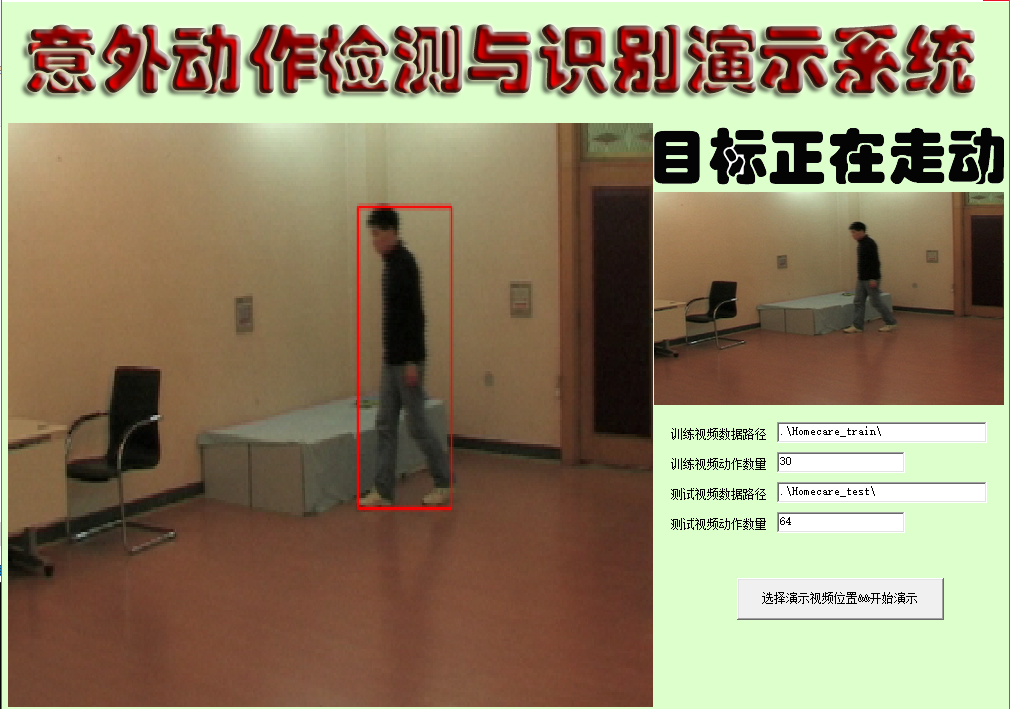 意外动作检测与识别演示系统
目标正在走动
训练视频数据路径 .\Homecare_train\
训练视频动作数量 30
测试视频数据路径 .\Homecare_test\
测试视频动作数量 64
选择演示视频位置&&开始演示